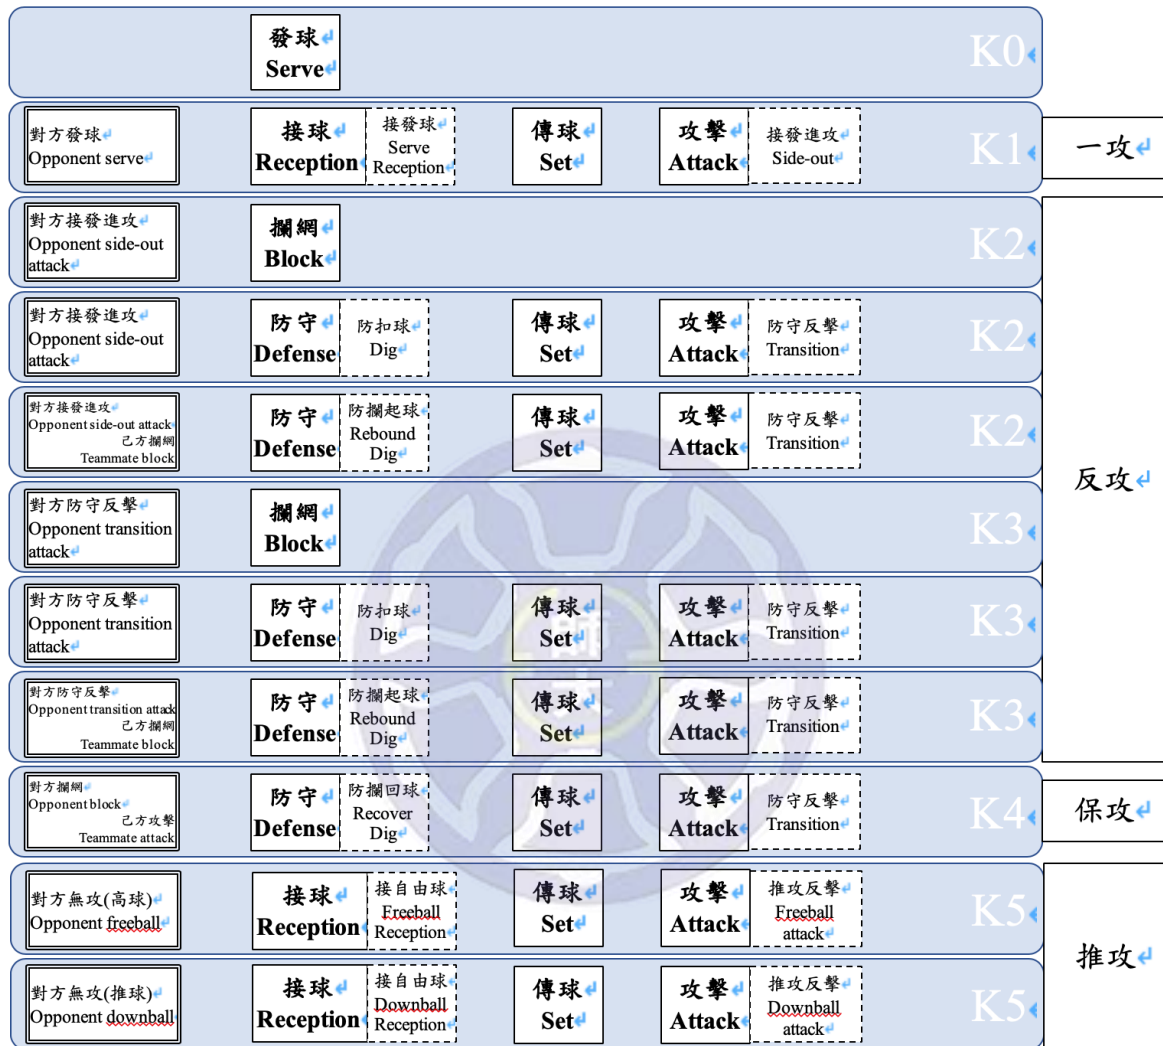 發球
Serve
K0
對方發球
Opponent serve
接球
Reception
接發球
Serve
Reception
傳球
Set
攻擊
Attack
接發進攻
Side-out
K1
一攻
對方接發進攻
Opponent side-out
attack
攔網
Block
K2
對方接發進攻
Opponent side-out
attack
防守
Defense
防扣球
Dig
傳球
Set
攻擊
Attack
防守反擊
Transition
K2
對方接發進攻
Opponent side-out attack
己方攔網
Teammate block
防守
Defense
防攔起球
Rebound
Dig
傳球
Set
攻擊
Attack
防守反擊
Transition
K2
反攻
對方防守反擊
Opponent transition
attack
攔網
Block
K3
對方防守反擊
Opponent transition
attack
防守
Defense
防扣球
Dig
傳球
Set
攻擊
Attack
防守反擊
Transition
K3
對方防守反擊
Opponent transition attack
己方攔網
Teammate block
防守
Defense
防攔起球
Rebound
Dig
傳球
Set
攻擊
Attack
防守反擊
Transition
K3
對方攔網
Opponent block
己方攻擊
Teammate attack
防守
Defense
防攔回球
Recover
Dig
傳球
Set
攻擊
Attack
防守反擊
Transition
K4
保攻
對方無攻(高球)
Opponent freeball
接球
Reception
接自由球
Freeball
Reception
傳球
Set
攻擊
Attack
推攻反擊
Freeball
attack
K5
推攻
對方無攻(推球)
Opponent downball
接球
Reception
接自由球
Downball
Reception
傳球
Set
攻擊
Attack
推攻反擊
Downball
attack
K5